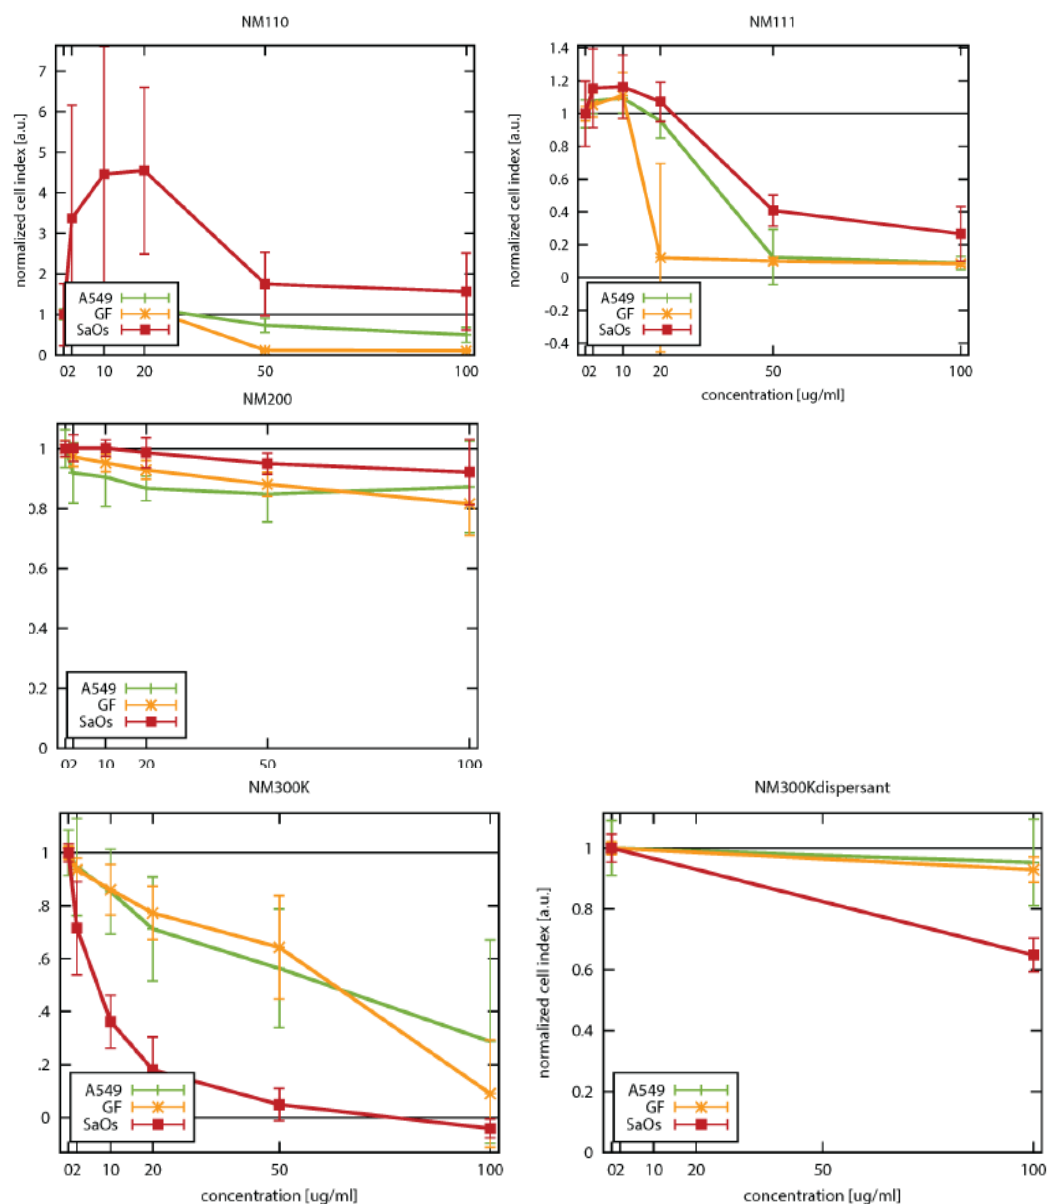 NM110
normalized cell index [a.u.]
7
5
4
3
2
1
0
A549
GF
SaOs
02 10 20 50 100
NM111
normalized cell index [a.u.]
1.4
1.2
1
0.8
0.6
0.4
0.2
0
-0.2
-0.4
A549
GF
SaOs
02 10 20 50 100
concentration [ug/ml]
NM200
1
0.8
0.6
0.4
0.2
0
A549
GF
SaOs
02 10 20 50 100
NM300K
1
.8
.6
.4
.2
0
A549
GF
SaOs
02 10 20 50 100
concentration [ug/ml]
NM300Kdispersant
normalized cell index [a.u.]
1
0.8
0.6
0.4
0.2
0
A549
GF
SaOs
02 10 20 50 100
concentration [ug/ml]